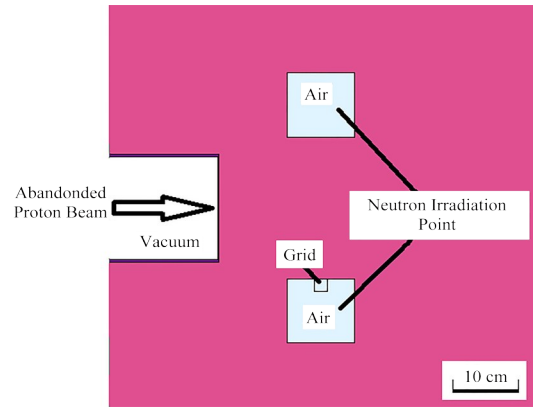 Air
Abandonded
Proton Beam
Vacuum
Neutron Irradiation
Point
Grid
Air
10 cm